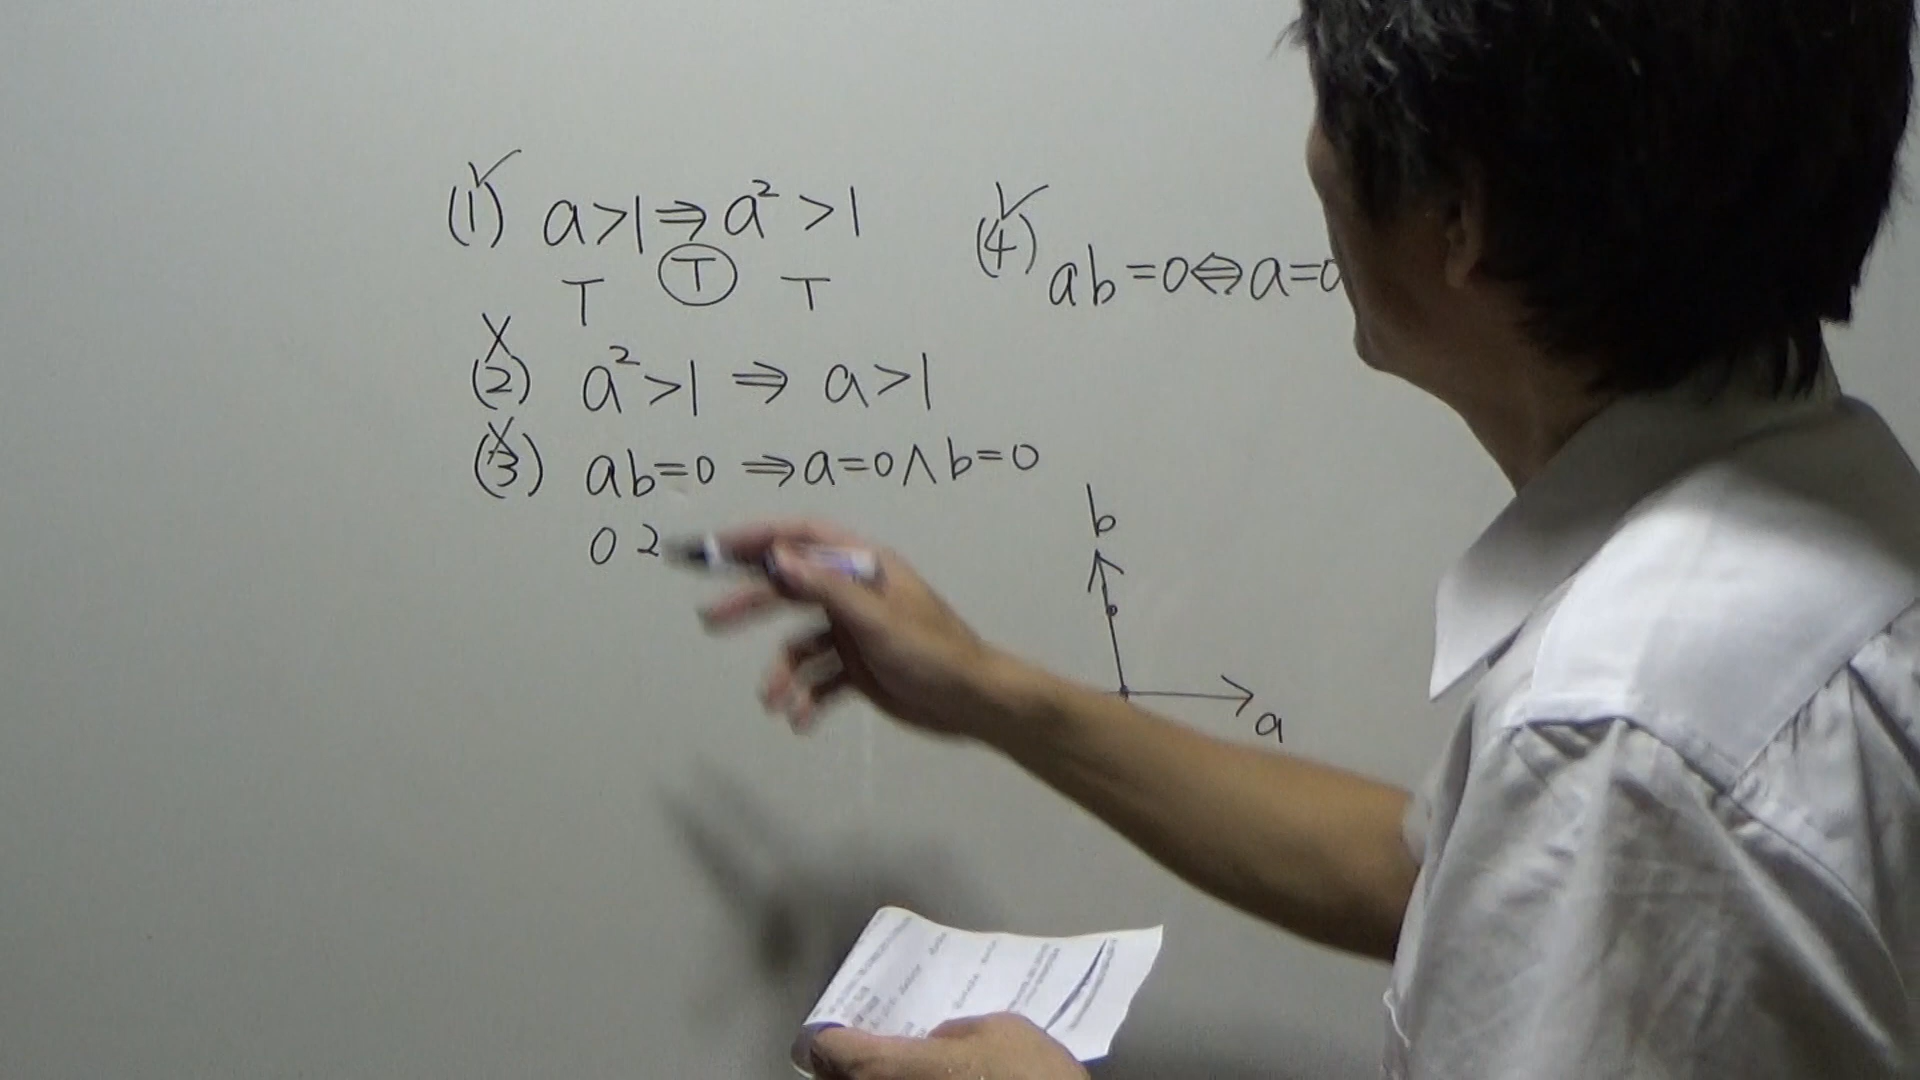 ✓
(1) a>1⇒a²>1
T Ⓣ T
X
(2) a²>1 ⇒ a>1
X
(3) ab=0 ⇒a=0∧b=0
0 2
✓
(4) ab=0⇔a=0
b
a